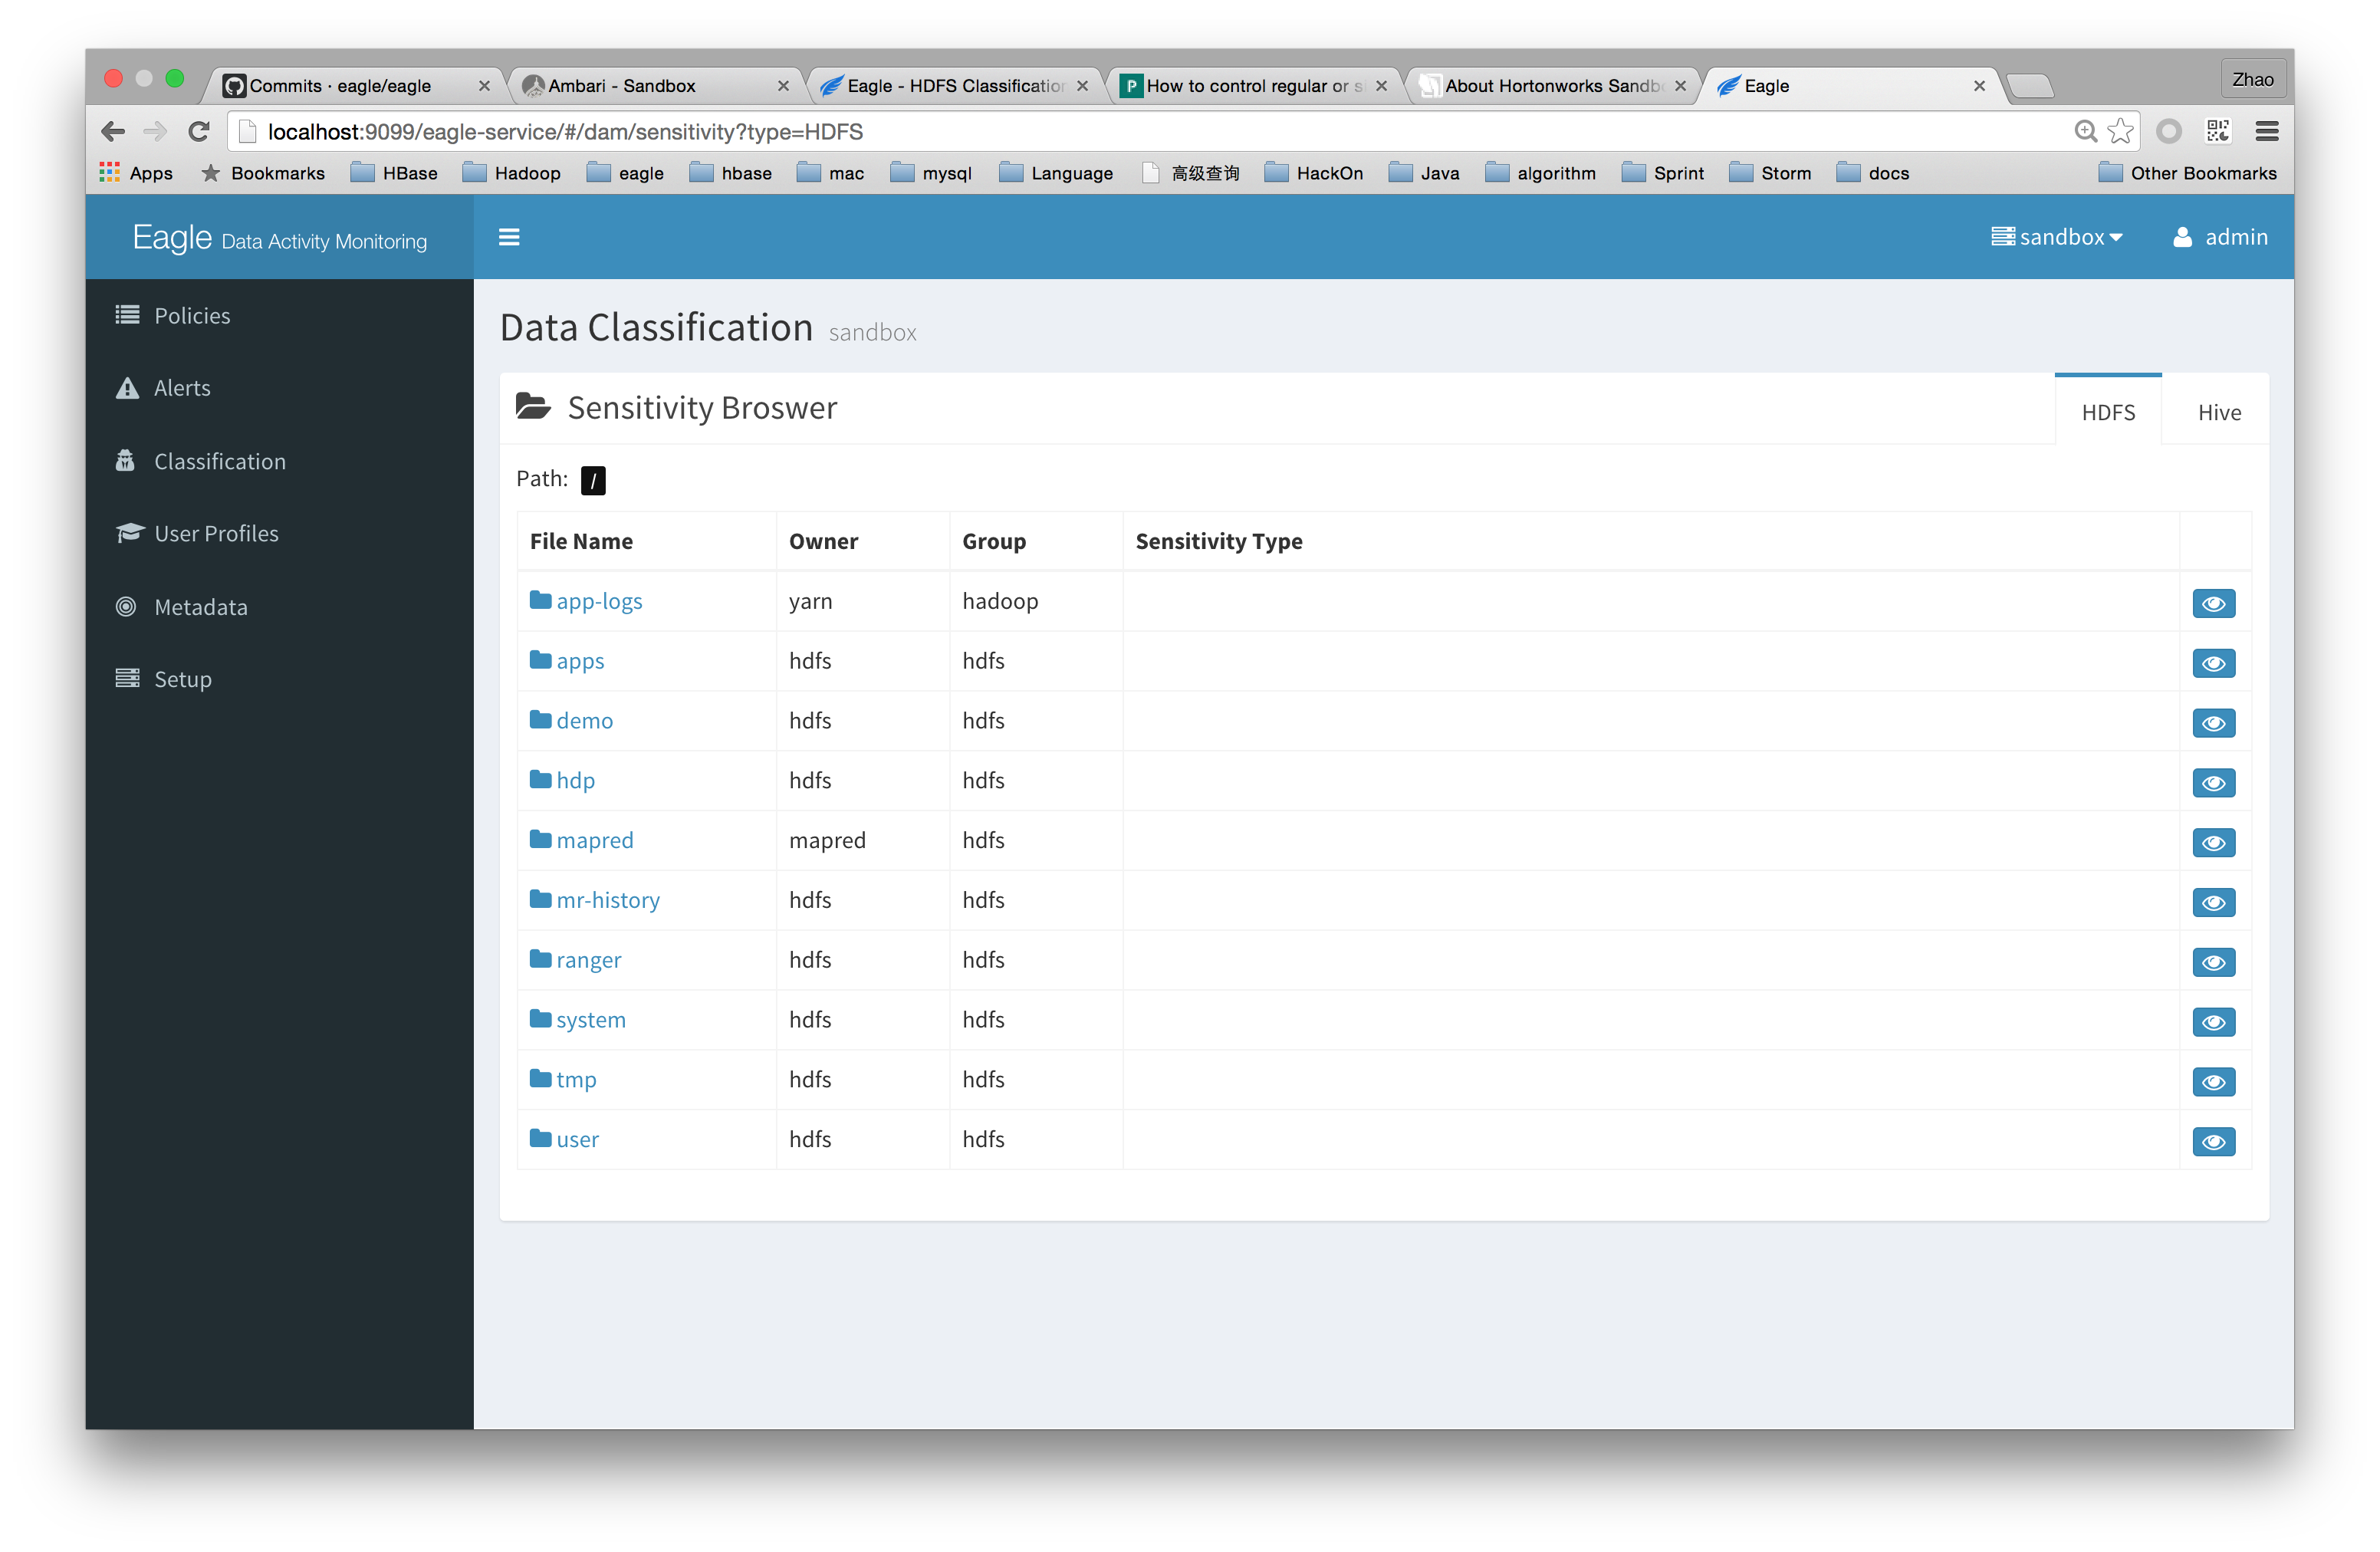 Commits · eagle/eagle Ambari - Sandbox Eagle - HDFS Classification How to control regular or s About Hortonworks Sandb Eagle Zhao
localhost:9099/eagle-service/#/dam/sensitivity?type=HDFS
Apps Bookmarks HBase Hadoop eagle hbase mac mysql Language 高级查询 HackOn Java algorithm Sprint Storm docs Other Bookmarks
Eagle Data Activity Monitoring sandbox admin
Policies
Alerts
Classification
User Profiles
Metadata
Setup
Data Classification sandbox
Sensitivity Broswer HDFS Hive
Path: /
File Name Owner Group Sensitivity Type
app-logs yarn hadoop
apps hdfs hdfs
demo hdfs hdfs
hdp hdfs hdfs
mapred mapred hdfs
mr-history hdfs hdfs
ranger hdfs hdfs
system hdfs hdfs
tmp hdfs hdfs
user hdfs hdfs